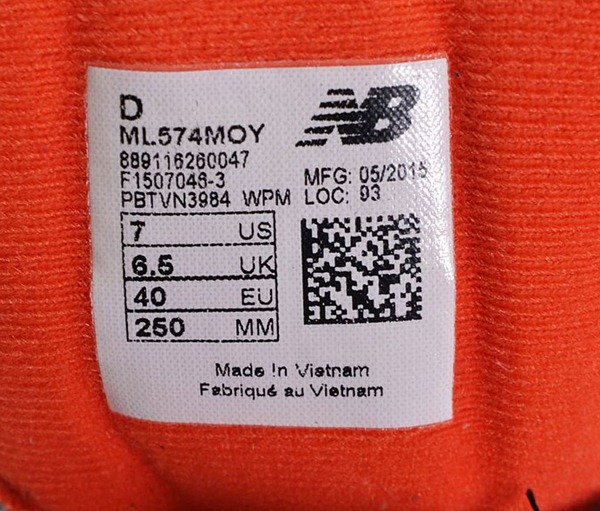 D
ML574MOY
889116260047
F1507046-3
PBTVN3984 WPM
NB
MFG: 05/2015
LOC: 93
7 US
6.5 UK
40 EU
250 MM
Made In Vietnam
Fabriqué au Vietnam